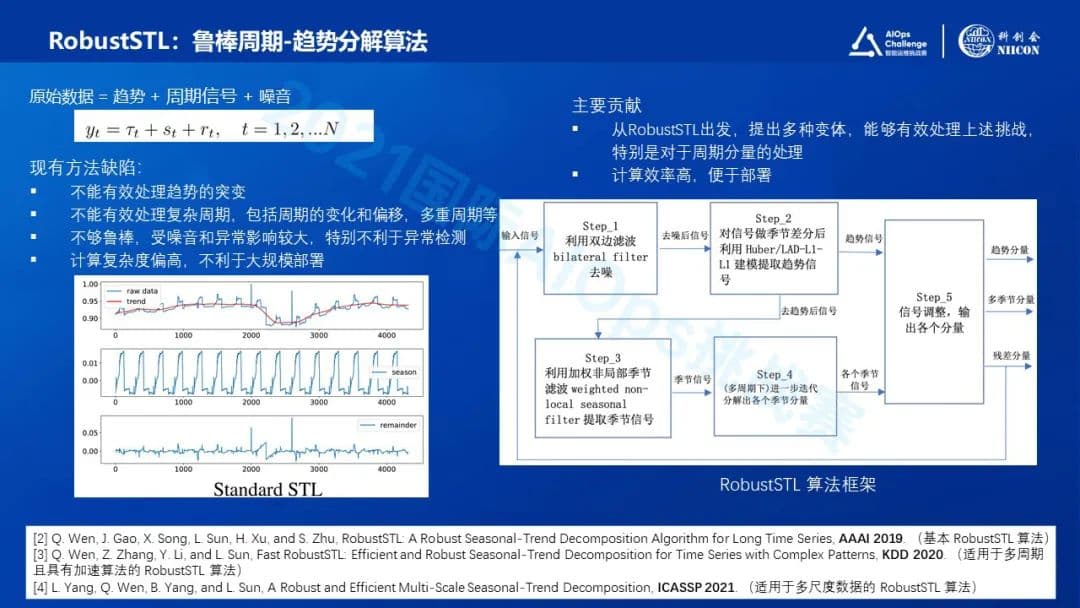 RobustSTL：鲁棒周期-趋势分解算法
AIOps
Challenge
智能运维挑战赛
科创会
NIICON
原始数据 = 趋势 + 周期信号 + 噪音
y_t = τ_t + s_t + r_t, t = 1, 2, ...N
现有方法缺陷：
▪ 不能有效处理趋势的突变
▪ 不能有效处理复杂周期，包括周期的变化和偏移，多重周期等
▪ 不够鲁棒，受噪音和异常影响较大，特别不利于异常检测
▪ 计算复杂度偏高，不利于大规模部署
1.00
0.95
0.90
raw data
trend
0 1000 2000 3000 4000
0.01
0.00
season
0 1000 2000 3000 4000
0.05
0.00
remainder
0 1000 2000 3000 4000
Standard STL
主要贡献
▪ 从RobustSTL出发，提出多种变体，能够有效处理上述挑战，
特别是对于周期分量的处理
▪ 计算效率高，便于部署
输入信号
Step_1
利用双边滤波
bilateral filter
去噪
去噪后信号
Step_2
对信号做季节差分后
利用 Huber/LAD-L1-
L1 建模提取趋势信
号
趋势信号
去趋势后信号
Step_3
利用加权非局部季节
滤波 weighted non-
local seasonal
filter 提取季节信号
季节信号
Step_4
(多周期下)进一步迭代
分解出各个季节分量
各个季节
信号
Step_5
信号调整，输
出各个分量
趋势分量
多季节分量
残差分量
RobustSTL 算法框架
2021国际AIOps挑战赛
[2] Q. Wen, J. Gao, X. Song, L. Sun, H. Xu, and S. Zhu, RobustSTL: A Robust Seasonal-Trend Decomposition Algorithm for Long Time Series, AAAI 2019. （基本 RobustSTL 算法）
[3] Q. Wen, Z. Zhang, Y. Li, and L. Sun, Fast RobustSTL: Efficient and Robust Seasonal-Trend Decomposition for Time Series with Complex Patterns, KDD 2020. （适用于多周期
且具有加速算法的 RobustSTL 算法）
[4] L. Yang, Q. Wen, B. Yang, and L. Sun, A Robust and Efficient Multi-Scale Seasonal-Trend Decomposition, ICASSP 2021. （适用于多尺度数据的 RobustSTL 算法）